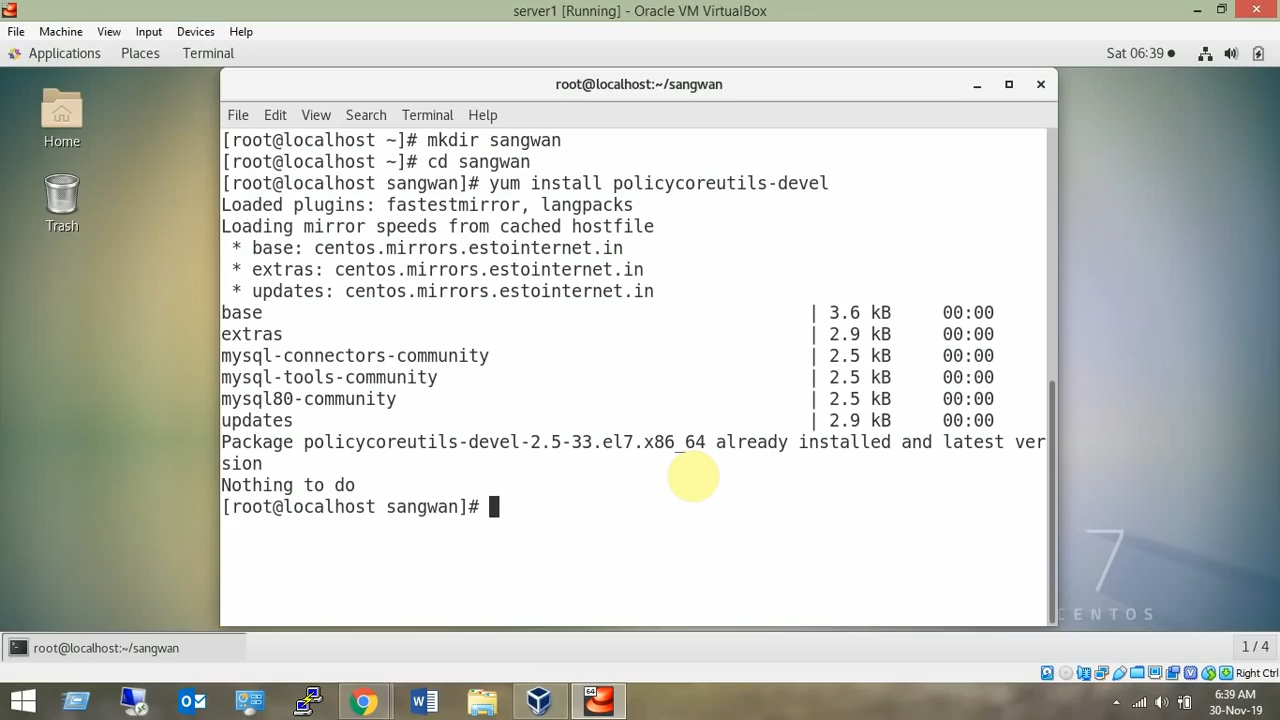 server1 [Running] - Oracle VM VirtualBox
File Machine View Input Devices Help
Applications Places Terminal Sat 06:39
root@localhost:~/sangwan
File Edit View Search Terminal Help
Home
Trash
[root@localhost ~]# mkdir sangwan
[root@localhost ~]# cd sangwan
[root@localhost sangwan]# yum install policycoreutils-devel
Loaded plugins: fastestmirror, langpacks
Loading mirror speeds from cached hostfile
* base: centos.mirrors.estointernet.in
* extras: centos.mirrors.estointernet.in
* updates: centos.mirrors.estointernet.in
base | 3.6 kB 00:00
extras | 2.9 kB 00:00
mysql-connectors-community | 2.5 kB 00:00
mysql-tools-community | 2.5 kB 00:00
mysql80-community | 2.5 kB 00:00
updates | 2.9 kB 00:00
Package policycoreutils-devel-2.5-33.el7.x86_64 already installed and latest ver
sion
Nothing to do
[root@localhost sangwan]#
7
CENTOS
root@localhost:~/sangwan
1 / 4
Right Ctrl
64
6:39 AM
30-Nov-19